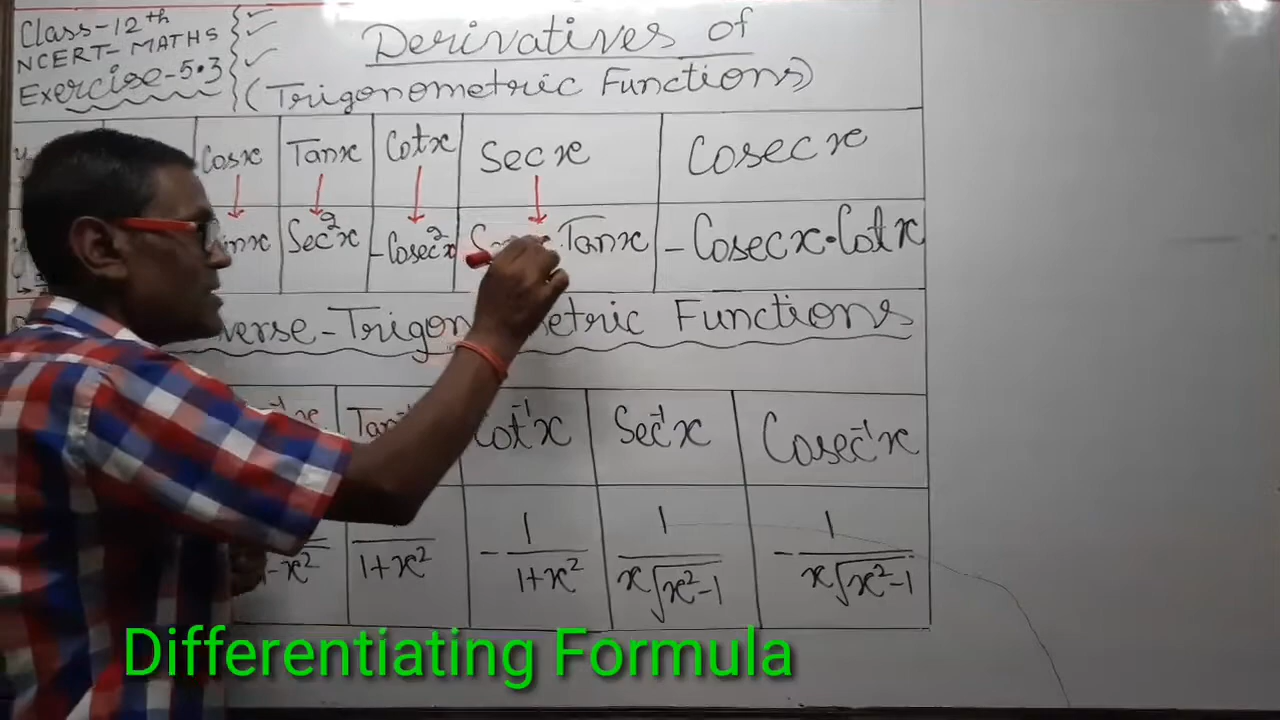 Class-12th
NCERT-MATHS
Exercise-5.3
Derivatives of
(Trigonometric Functions)
Cosx Tanx Cotx Secx Cosecx
Sec²x -Cosec²x Tanx -Cosecx•Cotx
Functions
Cot⁻¹x Sec⁻¹x Cosec⁻¹x
1/1+x² -1/1+x² 1/x√x²-1 -1/x√x²-1
Differentiating Formula